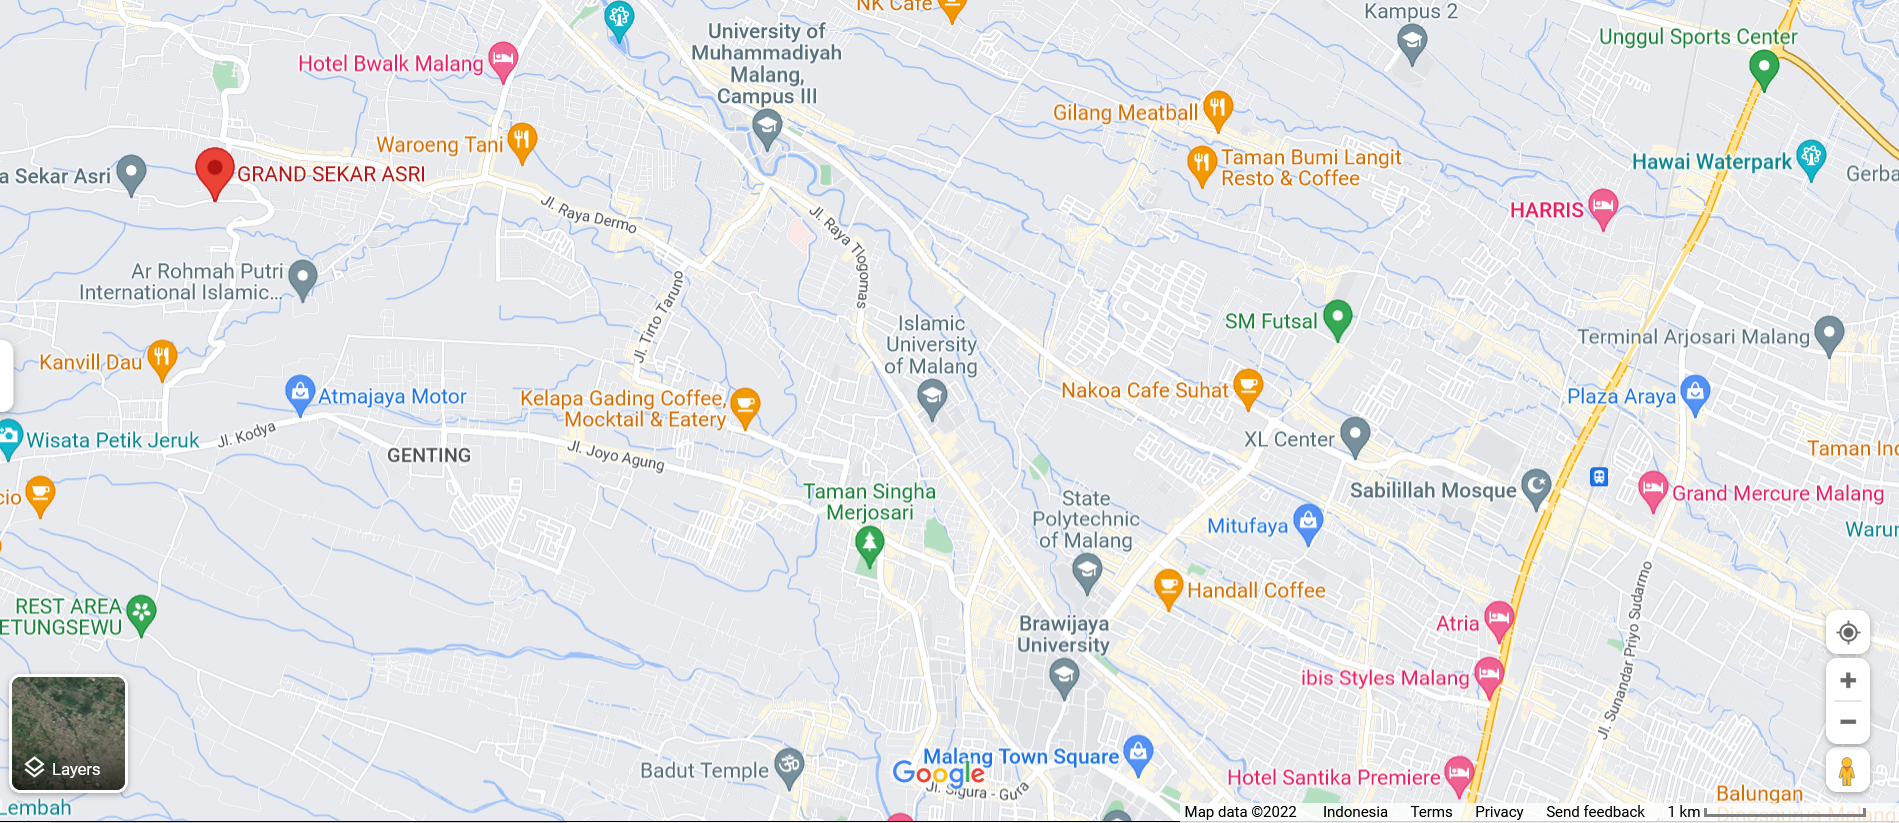 NK Cafe
Kampus 2
University of
Muhammadiyah
Malang,
Campus III
Unggul Sports Center
Hotel Bwalk Malang
Gilang Meatball
Waroeng Tani
Taman Bumi Langit
Resto & Coffee
Hawai Waterpark
Gerba
a Sekar Asri
GRAND SEKAR ASRI
HARRIS
Jl. Raya Dermo
Jl. Raya Tlogomas
Ar Rohmah Putri
International Islamic...
Jl. Tirto Taruno
Islamic
University
of Malang
SM Futsal
Terminal Arjosari Malang
Kanvill Dau
Atmajaya Motor
Kelapa Gading Coffee,
Mocktail & Eatery
Nakoa Cafe Suhat
Plaza Araya
Wisata Petik Jeruk
Jl. Kodya
GENTING
Jl. Joyo Agung
XL Center
Taman Inc
cio
Taman Singha
Merjosari
State
Polytechnic
of Malang
Sabilillah Mosque
Grand Mercure Malang
Mitufaya
Warun
Handall Coffee
REST AREA
ETUNGSEWU
Brawijaya
University
Atria
Jl. Sunandar Priyo Sudarmo
ibis Styles Malang
Layers
Badut Temple
Malang Town Square
Google
Jl. Sigura - Gura
Hotel Santika Premiere
Balungan
Dinosaurus Malang
Lembah
Map data ©2022
Indonesia
Terms
Privacy
Send feedback
1 km